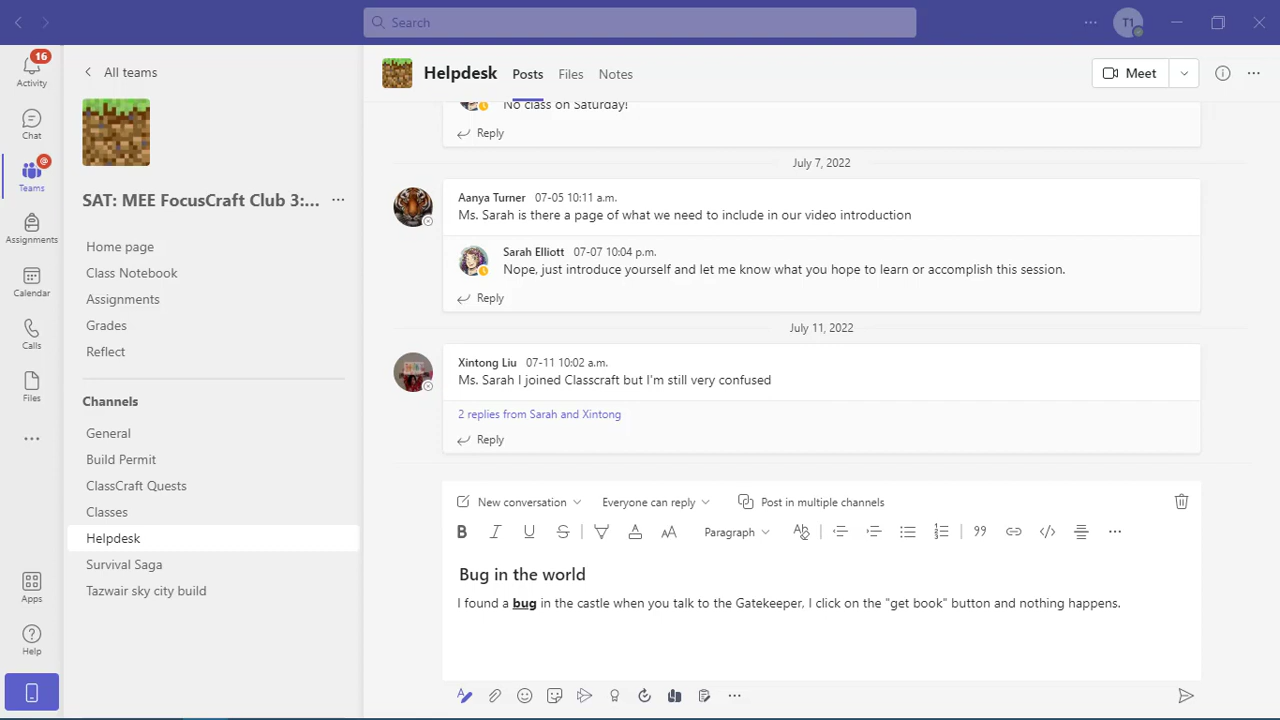 Search
T1
16
Activity
Chat
@
Teams
Assignments
Calendar
Calls
Files
Apps
Help
All teams
SAT: MEE FocusCraft Club 3:...
Home page
Class Notebook
Assignments
Grades
Reflect
Channels
General
Build Permit
ClassCraft Quests
Classes
Helpdesk
Survival Saga
Tazwair sky city build
Helpdesk Posts Files Notes
Meet
No class on Saturday!
Reply
July 7, 2022
Aanya Turner 07-05 10:11 a.m.
Ms. Sarah is there a page of what we need to include in our video introduction
Sarah Elliott 07-07 10:04 p.m.
Nope, just introduce yourself and let me know what you hope to learn or accomplish this session.
Reply
July 11, 2022
Xintong Liu 07-11 10:02 a.m.
Ms. Sarah I joined Classcraft but I'm still very confused
2 replies from Sarah and Xintong
Reply
New conversation Everyone can reply Post in multiple channels
B I U S A AA Paragraph
Bug in the world
I found a bug in the castle when you talk to the Gatekeeper, I click on the "get book" button and nothing happens.